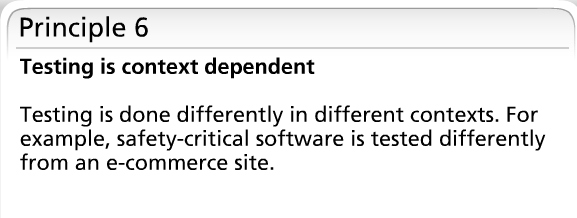 Principle 6
Testing is context dependent
Testing is done differently in different contexts. For
example, safety-critical software is tested differently
from an e-commerce site.